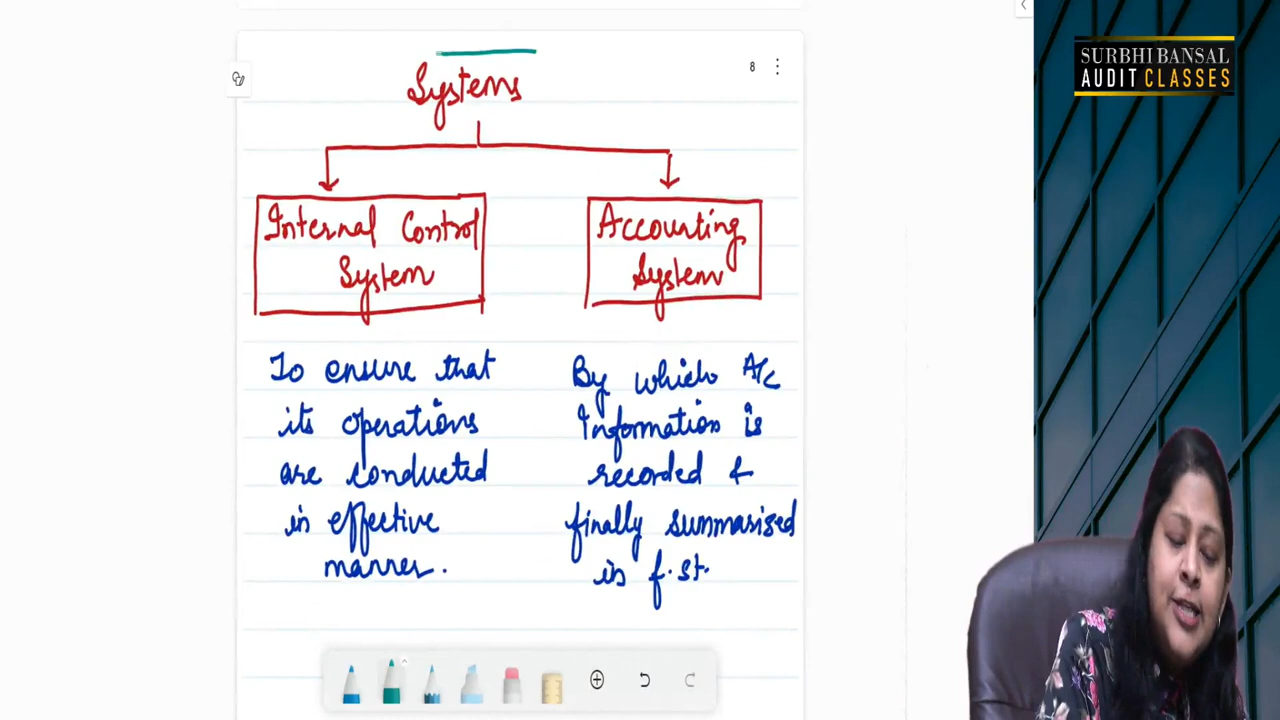 SURBHI BANSAL
AUDIT CLASSES
8
Systems
Internal Control
System
Accounting
System
To ensure that
its operations
are conducted
in effective
manner.
By which A/c
Information is
recorded &
finally summarized
in f.st.